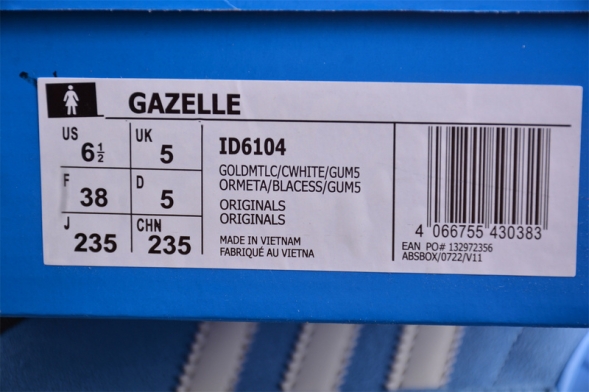 GAZELLE
US 6½ UK 5
F 38 D 5
J 235 CHN 235
ID6104
GOLDMTLC/CWHITE/GUM5
ORMETA/BLACESS/GUM5
ORIGINALS
ORIGINALS
MADE IN VIETNAM
FABRIQUÉ AU VIETNA
4 066755 430383
EAN PO# 132972356
ABSBOX/0722/V11